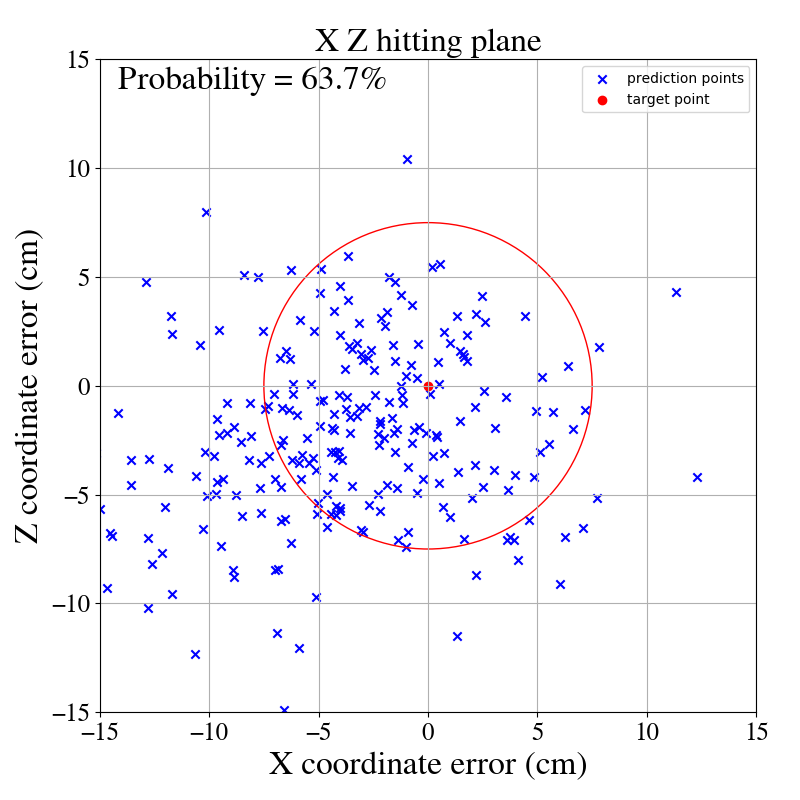 X Z hitting plane
Probability = 63.7%
prediction points
target point
15
10
5
0
−5
−10
−15
Z coordinate error (cm)
−15 −10 −5 0 5 10 15
X coordinate error (cm)